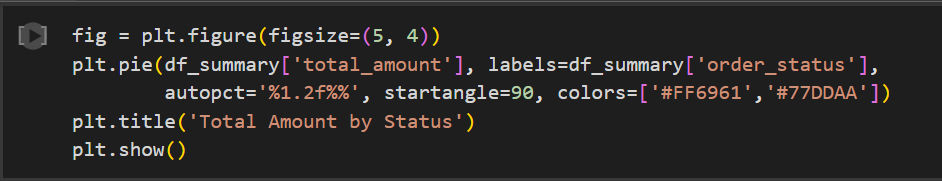 fig = plt.figure(figsize=(5, 4))
plt.pie(df_summary['total_amount'], labels=df_summary['order_status'],
        autopct='%1.2f%%', startangle=90, colors=['#FF6961','#77DDAA'])
plt.title('Total Amount by Status')
plt.show()